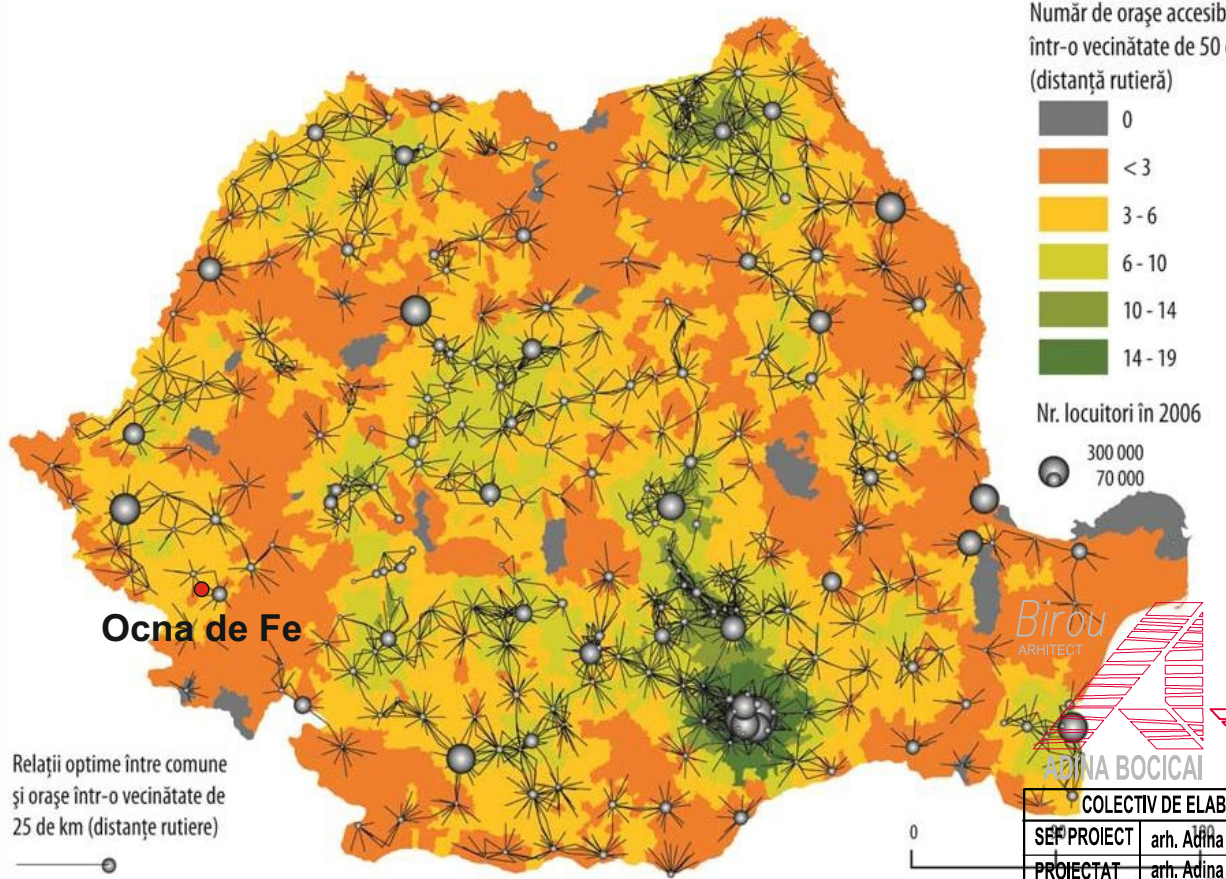 Număr de orașe accesib
într-o vecinătate de 50
(distanță rutieră)
0
< 3
3 - 6
6 - 10
10 - 14
14 - 19
Nr. locuitori în 2006
300 000
70 000
Ocna de Fe
Birou
ARHITECT
ADINA BOCICAI
Relații optime între comune
și orașe într-o vecinătate de
25 de km (distanțe rutiere)
0
COLECTIV DE ELAB
SEF PROIECT arh. Adina
PROIECTAT arh. Adina